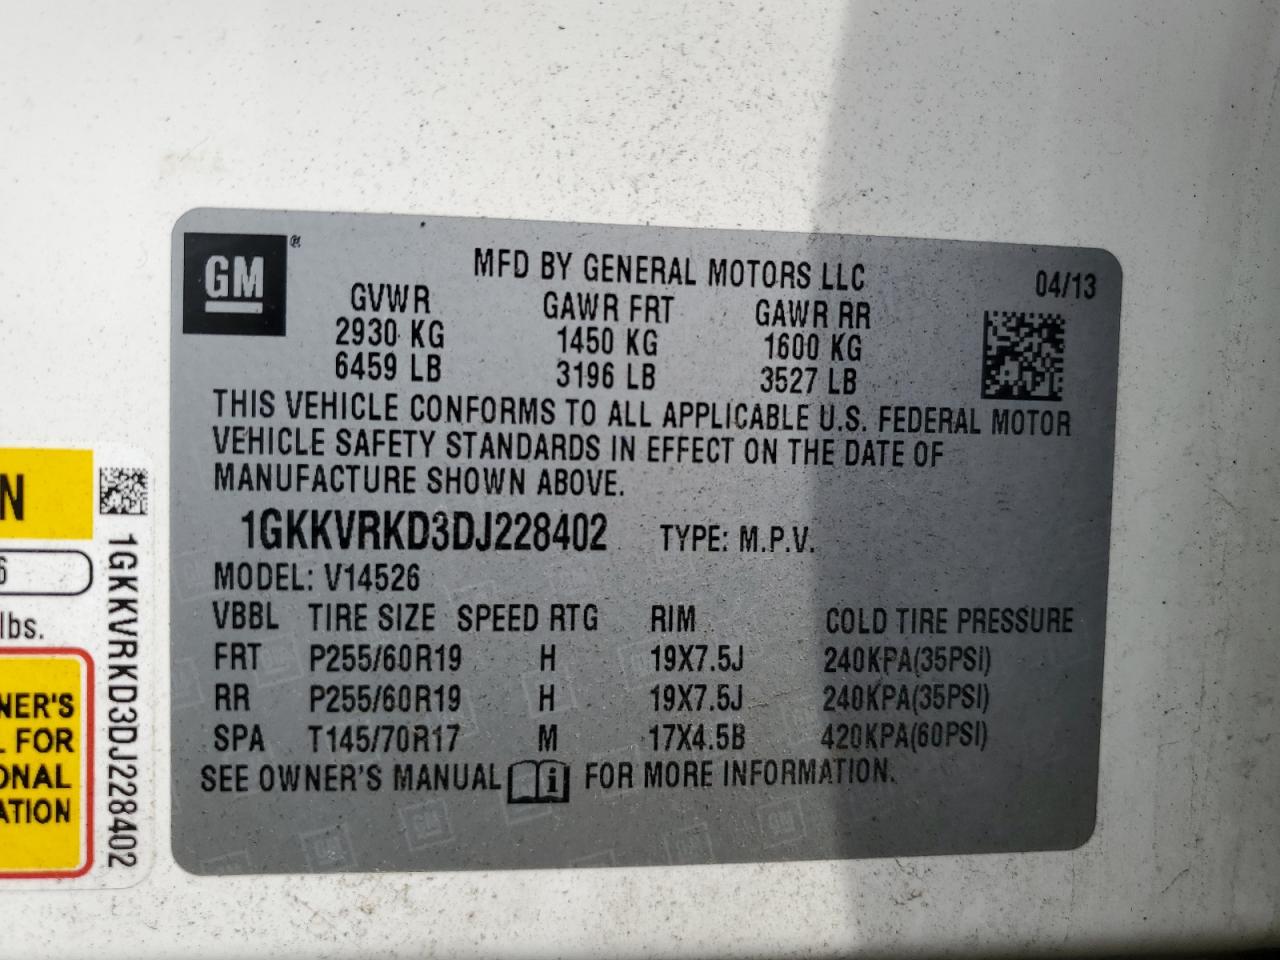 GM®
MFD BY GENERAL MOTORS LLC
04/13
GVWR GAWR FRT GAWR RR
2930 KG 1450 KG 1600 KG
6459 LB 3196 LB 3527 LB
THIS VEHICLE CONFORMS TO ALL APPLICABLE U.S. FEDERAL MOTOR
VEHICLE SAFETY STANDARDS IN EFFECT ON THE DATE OF
MANUFACTURE SHOWN ABOVE.
1GKKVRKD3DJ228402 TYPE: M.P.V.
MODEL: V14526
VBBL TIRE SIZE SPEED RTG RIM COLD TIRE PRESSURE
FRT P255/60R19 H 19X7.5J 240KPA(35PSI)
RR P255/60R19 H 19X7.5J 240KPA(35PSI)
SPA T145/70R17 M 17X4.5B 420KPA(60PSI)
SEE OWNER'S MANUAL i FOR MORE INFORMATION.
N
6
lbs.
NER'S
L FOR
ONAL
ATION
1GKKVRKD3DJ228402